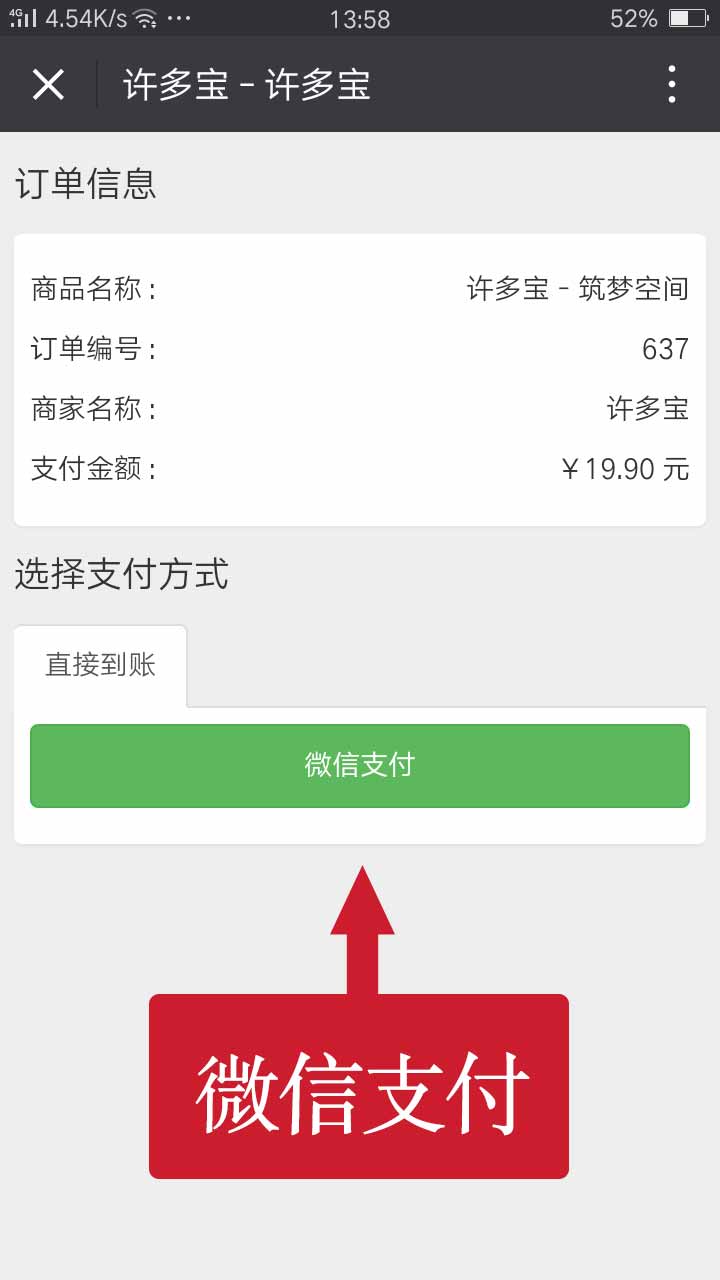 4G 4.54K/s ··· 13:58 52%
许多宝 - 许多宝
订单信息
商品名称 : 许多宝 - 筑梦空间
订单编号 : 637
商家名称 : 许多宝
支付金额 : ￥19.90 元
选择支付方式
直接到账
微信支付
微信支付